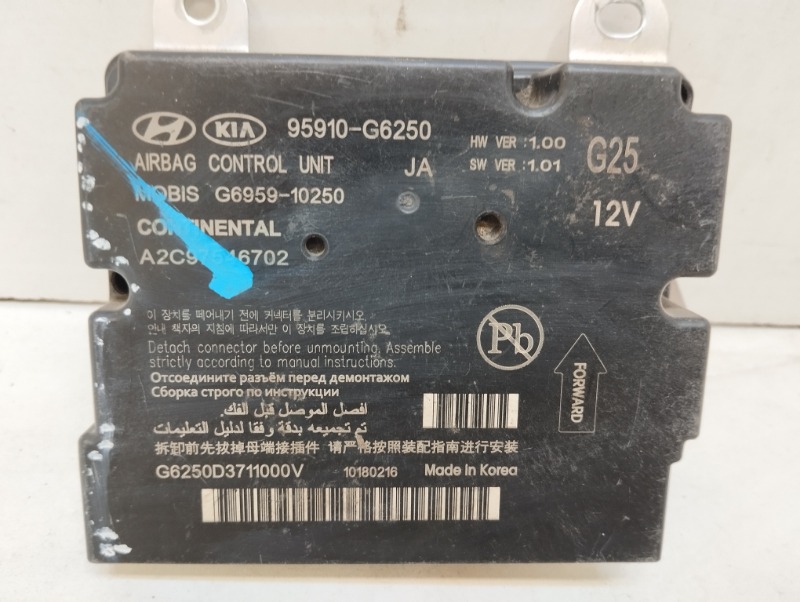 HYUNDAI KIA 95910-G6250 HW VER : 1.00 G25
AIRBAG CONTROL UNIT JA SW VER : 1.01
MOBIS G6959-10250 12V
CONTINENTAL
A2C97546702
이 장치를 떼어내기 전에 커넥터를 분리시키시오.
안내 책자의 지침에 따라서만 이 장치를 조립하십시오.
Detach connector before unmounting. Assemble
strictly according to manual instructions.
Отсоедините разъём перед демонтажом
Сборка строго по инструкции
افصل الموصل قبل الفك.
تم تجميعه بدقة وفقا لدليل التعليمات
拆卸前先拔掉母端接插件 请严格按照装配指南进行安装
Pb
FORWARD
G6250D3711000V 10180216 Made in Korea